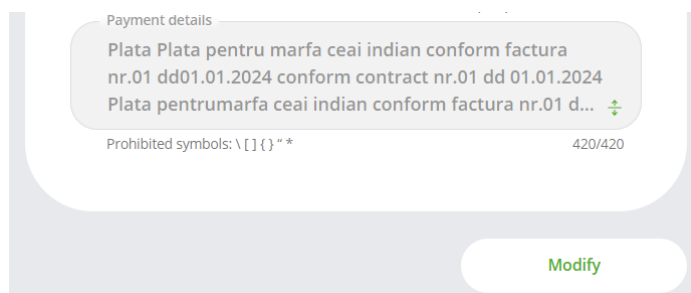 Payment details
Plata Plata pentru marfa ceai indian conform factura
nr.01 dd01.01.2024 conform contract nr.01 dd 01.01.2024
Plata pentrumarfa ceai indian conform factura nr.01 d...
Prohibited symbols: \ [ ] { } “ *
420/420
Modify